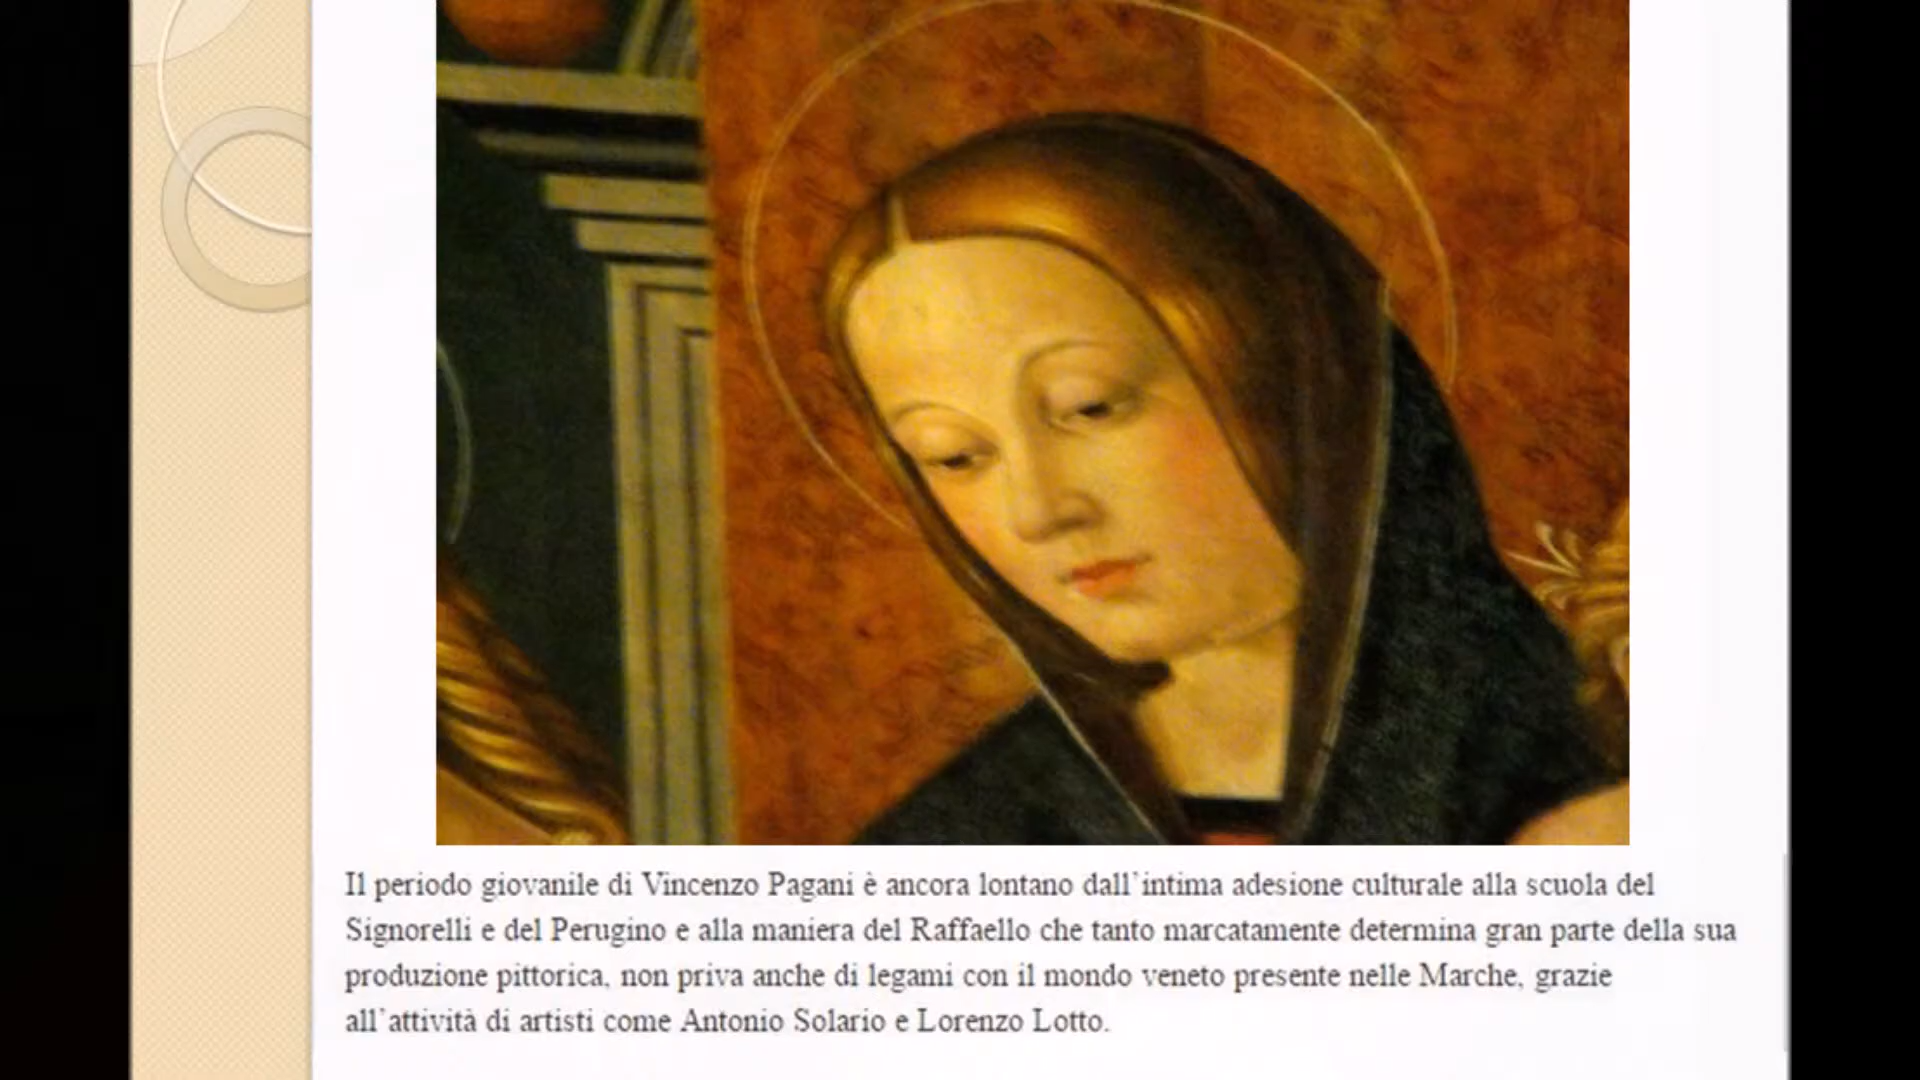 Il periodo giovanile di Vincenzo Pagani è ancora lontano dall'intima adesione culturale alla scuola del
Signorelli e del Perugino e alla maniera del Raffaello che tanto marcatamente determina gran parte della sua
produzione pittorica, non priva anche di legami con il mondo veneto presente nelle Marche, grazie
all'attività di artisti come Antonio Solario e Lorenzo Lotto.